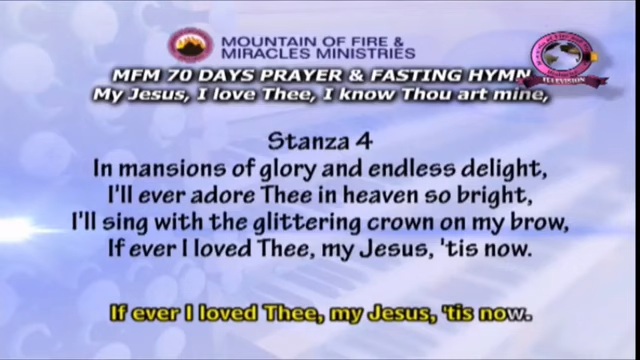 MOUNTAIN OF FIRE &
MIRACLES MINISTRIES
MFM 70 DAYS PRAYER & FASTING HYMN
My Jesus, I love Thee, I know Thou art mine,
TELEVISION
Stanza 4
In mansions of glory and endless delight,
I'll ever adore Thee in heaven so bright,
I'll sing with the glittering crown on my brow,
If ever I loved Thee, my Jesus, 'tis now.
If ever I loved Thee, my Jesus, 'tis now.